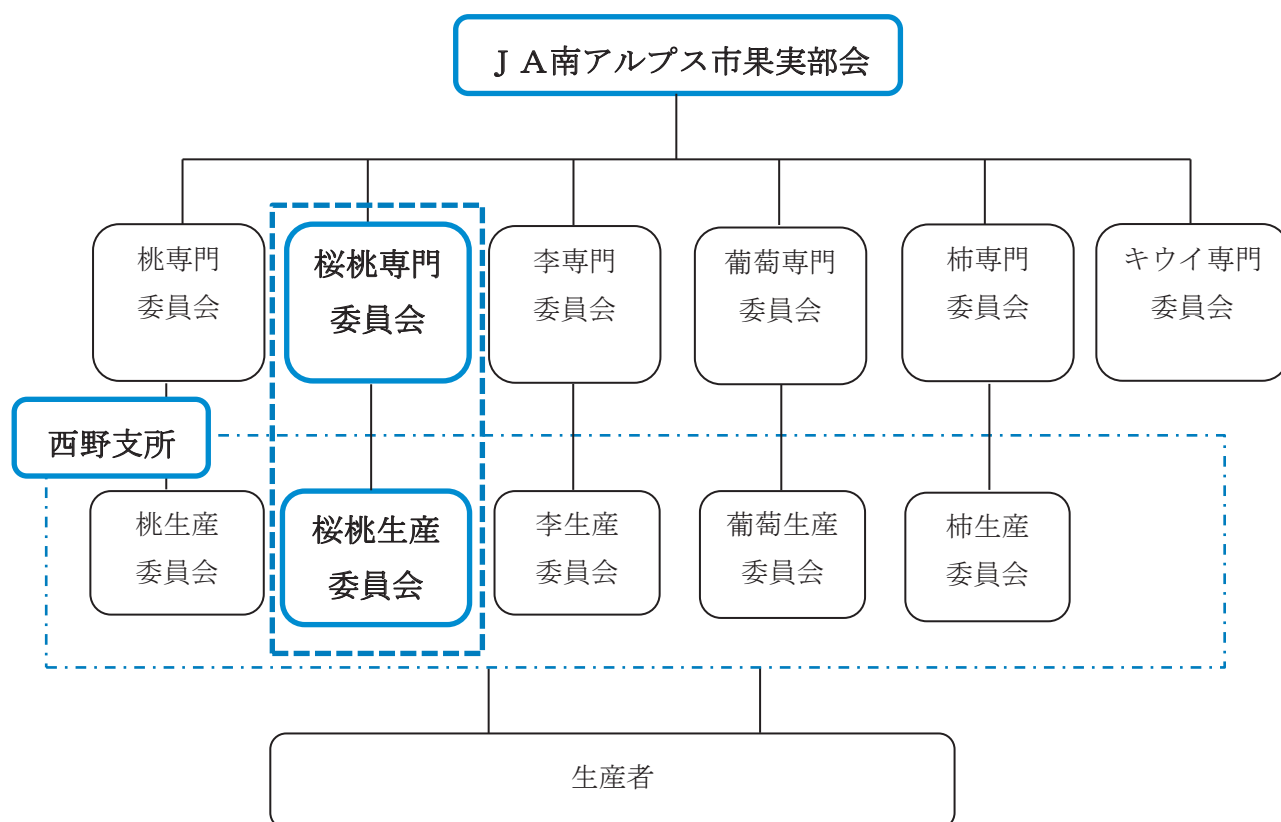 ＪＡ南アルプス市果実部会
桃専門
委員会
桜桃専門
委員会
李専門
委員会
葡萄専門
委員会
柿専門
委員会
キウイ専門
委員会
西野支所
桃生産
委員会
桜桃生産
委員会
李生産
委員会
葡萄生産
委員会
柿生産
委員会
生産者